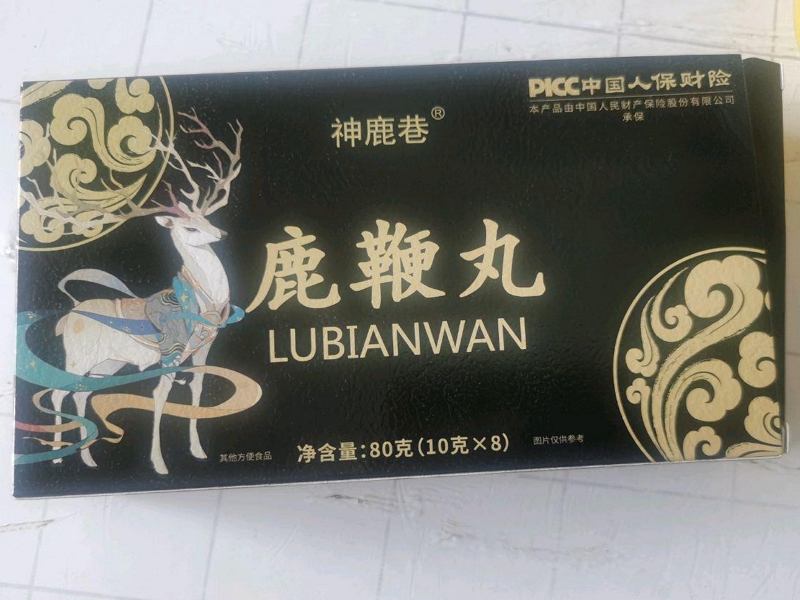 PICC中国人保财险
本产品由中国人民财产保险股份有限公司
承保
神鹿巷®
鹿鞭丸
LUBIANWAN
其他方便食品
净含量:80克(10克×8)
图片仅供参考